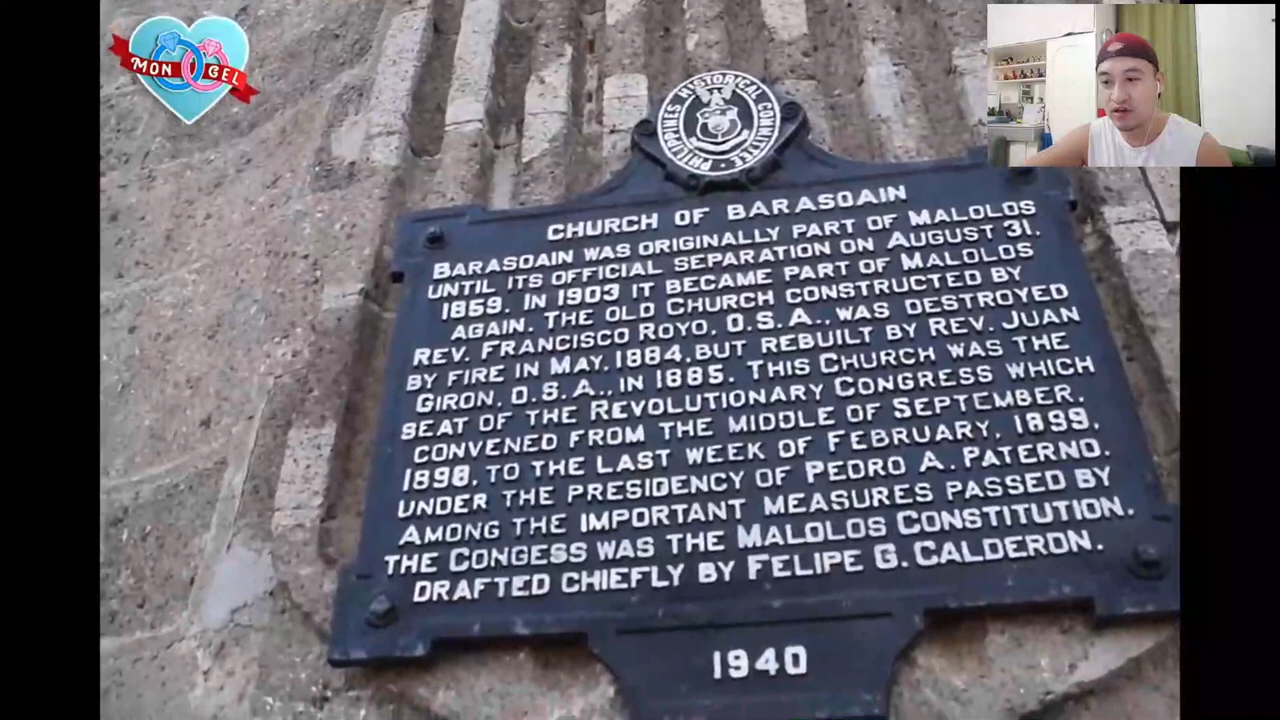 MON GEL
PHILIPPINES HISTORICAL COMMITTEE
CHURCH OF BARASOAIN
BARASOAIN WAS ORIGINALLY PART OF MALOLOS
UNTIL ITS OFFICIAL SEPARATION ON AUGUST 31,
1859. IN 1903 IT BECAME PART OF MALOLOS
AGAIN. THE OLD CHURCH CONSTRUCTED BY
REV. FRANCISCO ROYO, O.S.A., WAS DESTROYED
BY FIRE IN MAY, 1884, BUT REBUILT BY REV. JUAN
GIRON, O.S.A., IN 1885. THIS CHURCH WAS THE
SEAT OF THE REVOLUTIONARY CONGRESS WHICH
CONVENED FROM THE MIDDLE OF SEPTEMBER,
1898, TO THE LAST WEEK OF FEBRUARY, 1899,
UNDER THE PRESIDENCY OF PEDRO A. PATERNO.
AMONG THE IMPORTANT MEASURES PASSED BY
THE CONGESS WAS THE MALOLOS CONSTITUTION,
DRAFTED CHIEFLY BY FELIPE G. CALDERON.
1940